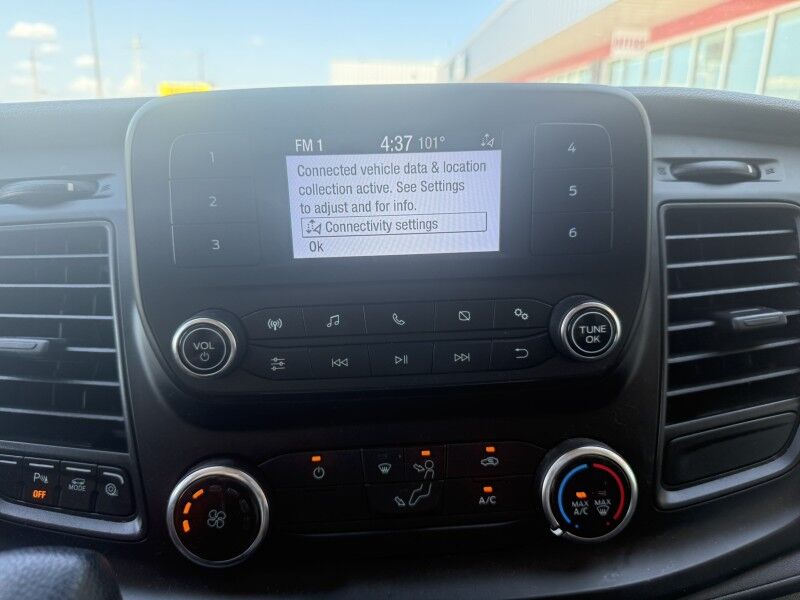 FM 1 4:37 101°
Connected vehicle data & location
collection active. See Settings
to adjust and for info.
Connectivity settings
Ok
1
2
3
4
5
6
VOL
TUNE
OK
P
OFF
MODE
A/C
MAX
A/C
MAX